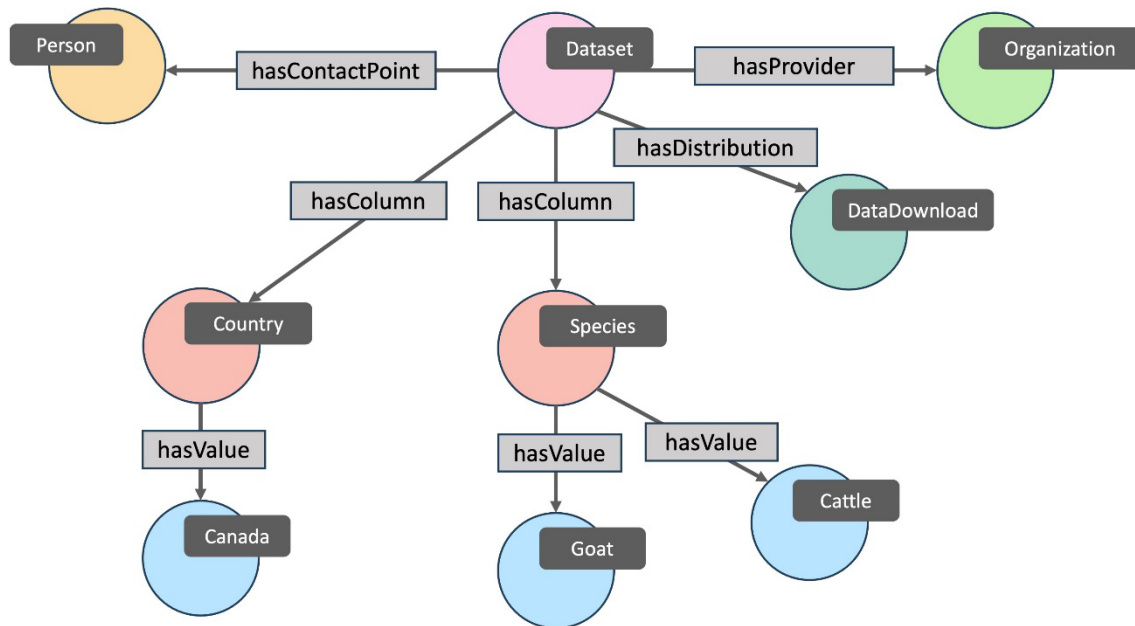 Person
hasContactPoint
Dataset
hasProvider
Organization
hasDistribution
hasColumn
hasColumn
DataDownload
Country
Species
hasValue
hasValue
hasValue
Canada
Goat
Cattle